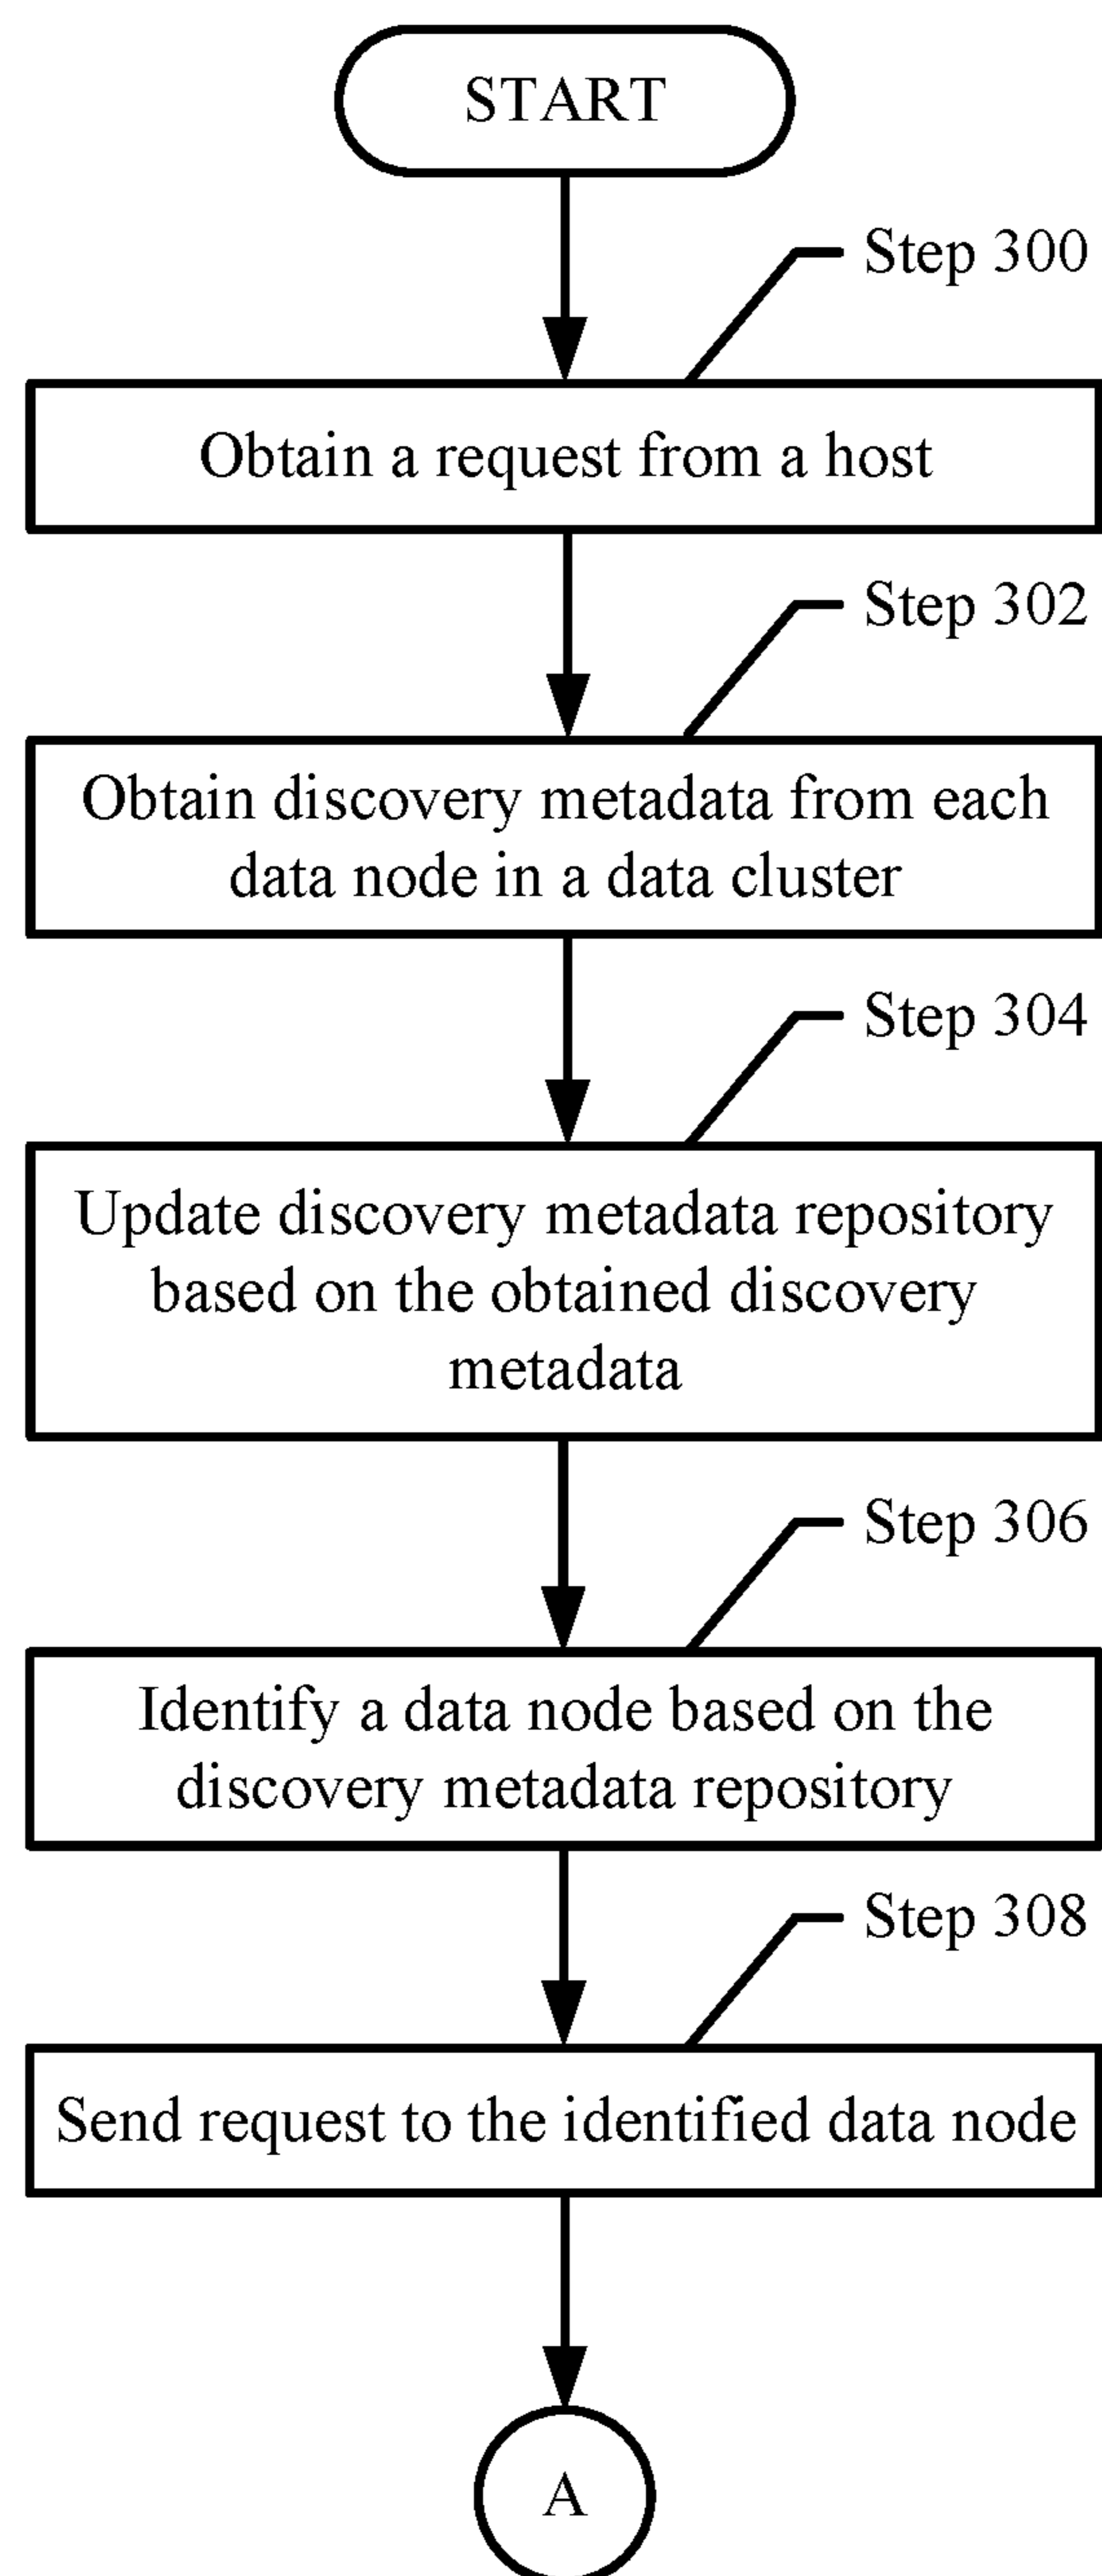 START
Step 300
Obtain a request from a host
Step 302
Obtain discovery metadata from each
data node in a data cluster
Step 304
Update discovery metadata repository
based on the obtained discovery
metadata
Step 306
Identify a data node based on the
discovery metadata repository
Step 308
Send request to the identified data node
A